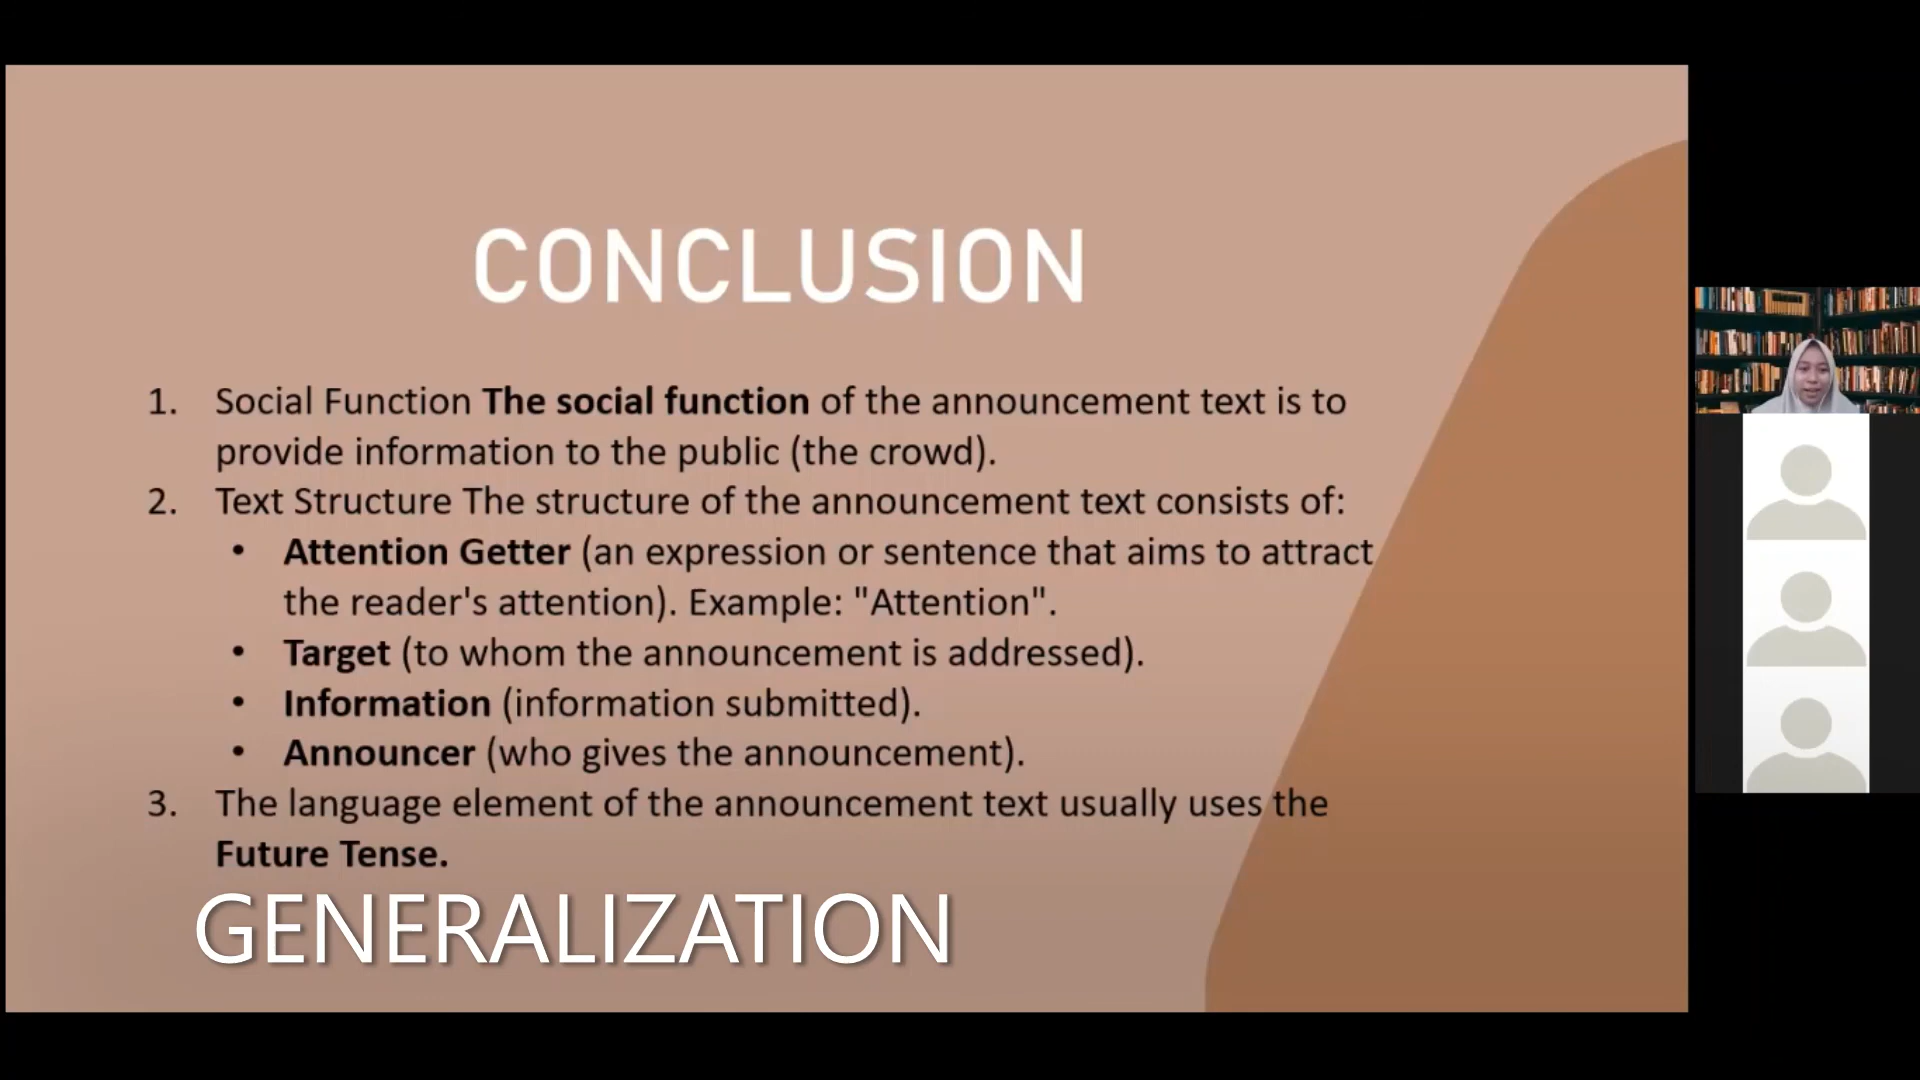 CONCLUSION
1. Social Function The social function of the announcement text is to
provide information to the public (the crowd).
2. Text Structure The structure of the announcement text consists of:
• Attention Getter (an expression or sentence that aims to attract
the reader's attention). Example: "Attention".
• Target (to whom the announcement is addressed).
• Information (information submitted).
• Announcer (who gives the announcement).
3. The language element of the announcement text usually uses the
Future Tense.
GENERALIZATION